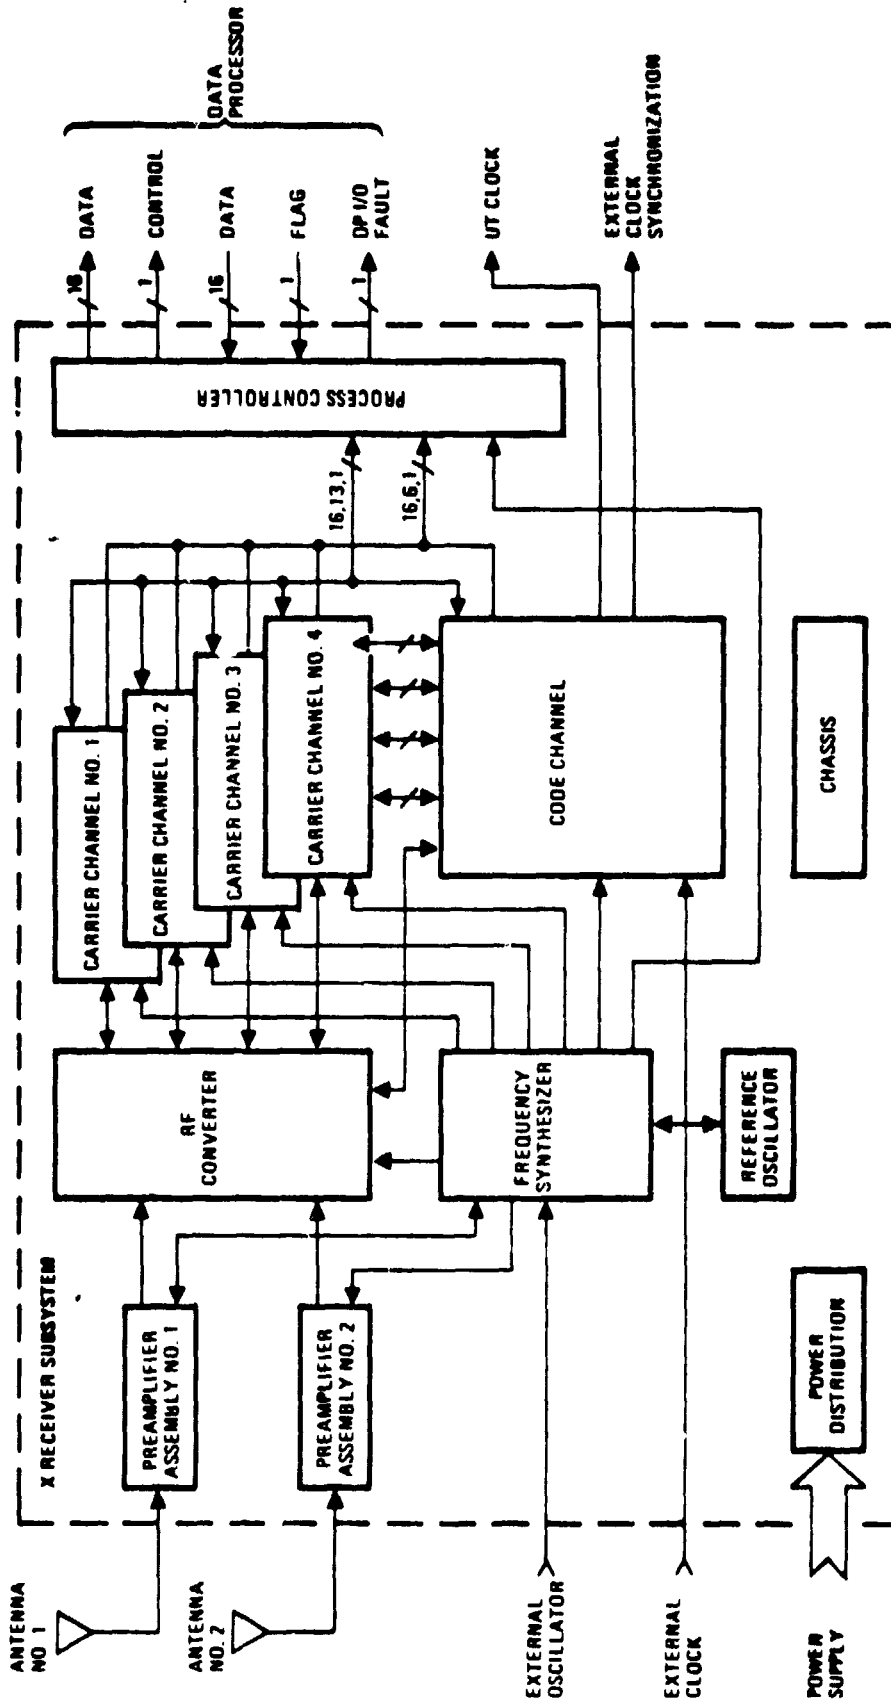 X RECEIVER SUBSYSTEM
ANTENNA
NO 1
ANTENNA
NO. 2
EXTERNAL
OSCILLATOR
EXTERNAL
CLOCK
POWER
SUPPLY
PREAMPLIFIER
ASSEMBLY NO. 1
PREAMPLIFIER
ASSEMBLY NO. 2
POWER
DISTRIBUTION
RF
CONVERTER
FREQUENCY
SYNTHESIZER
REFERENCE
OSCILLATOR
CARRIER CHANNEL NO. 1
CARRIER CHANNEL NO. 2
CARRIER CHANNEL NO. 3
CARRIER CHANNEL NO. 4
CODE CHANNEL
CHASSIS
16,13,1
16,6,1
PROCESS CONTROLLER
16
DATA
1
CONTROL
16
DATA
1
FLAG
1
DP I/O
FAULT
DATA
PROCESSOR
UT CLOCK
EXTERNAL
CLOCK
SYNCHRONIZATION